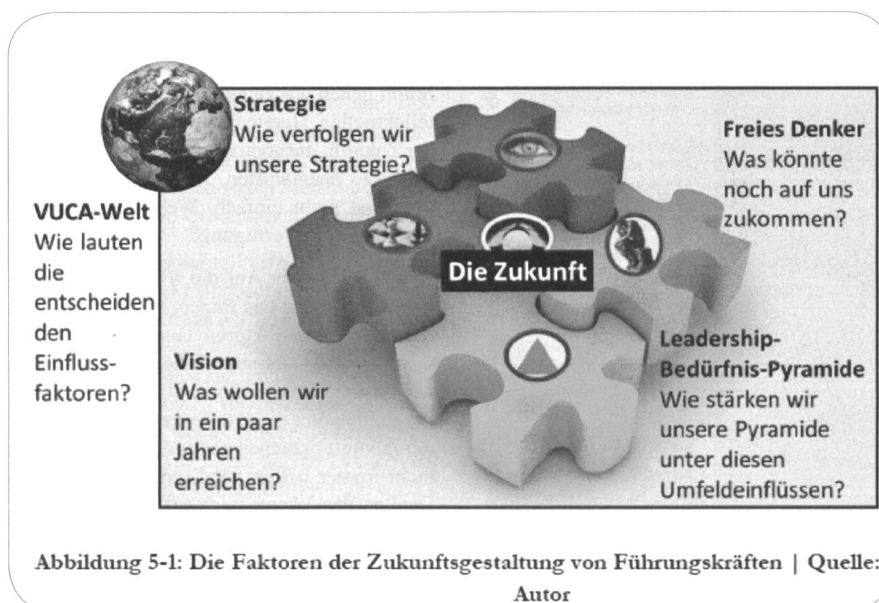 Strategie
Wie verfolgen wir
unsere Strategie?
Freies Denker
Was könnte
noch auf uns
zukommen?
VUCA-Welt
Wie lauten
die
entscheiden
den
Einfluss-
faktoren?
Die Zukunft
Vision
Was wollen wir
in ein paar
Jahren
erreichen?
Leadership-
Bedürfnis-Pyramide
Wie stärken wir
unsere Pyramide
unter diesen
Umfeldeinflüssen?
Abbildung 5-1: Die Faktoren der Zukunftsgestaltung von Führungskräften | Quelle:
Autor